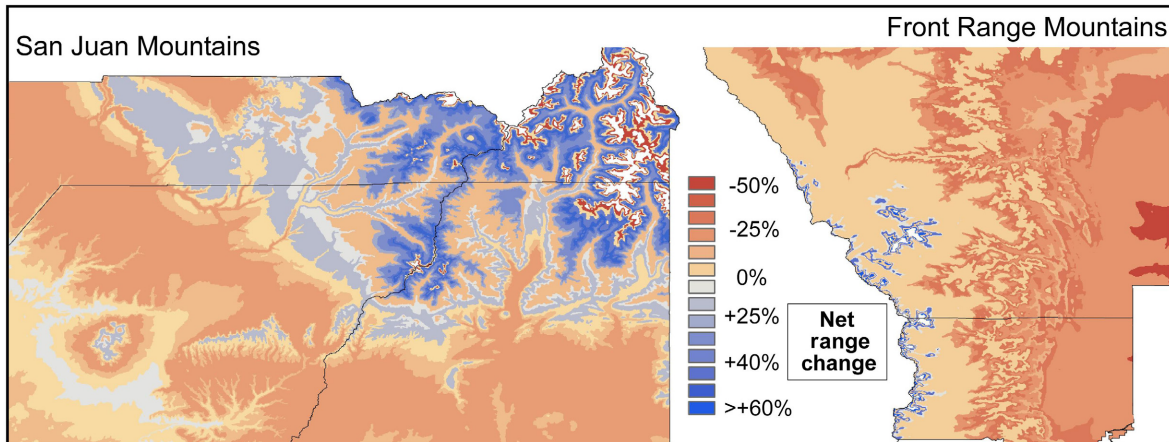 San Juan Mountains
Front Range Mountains
-50%
-25%
0%
+25%
+40%
>+60%
Net
range
change